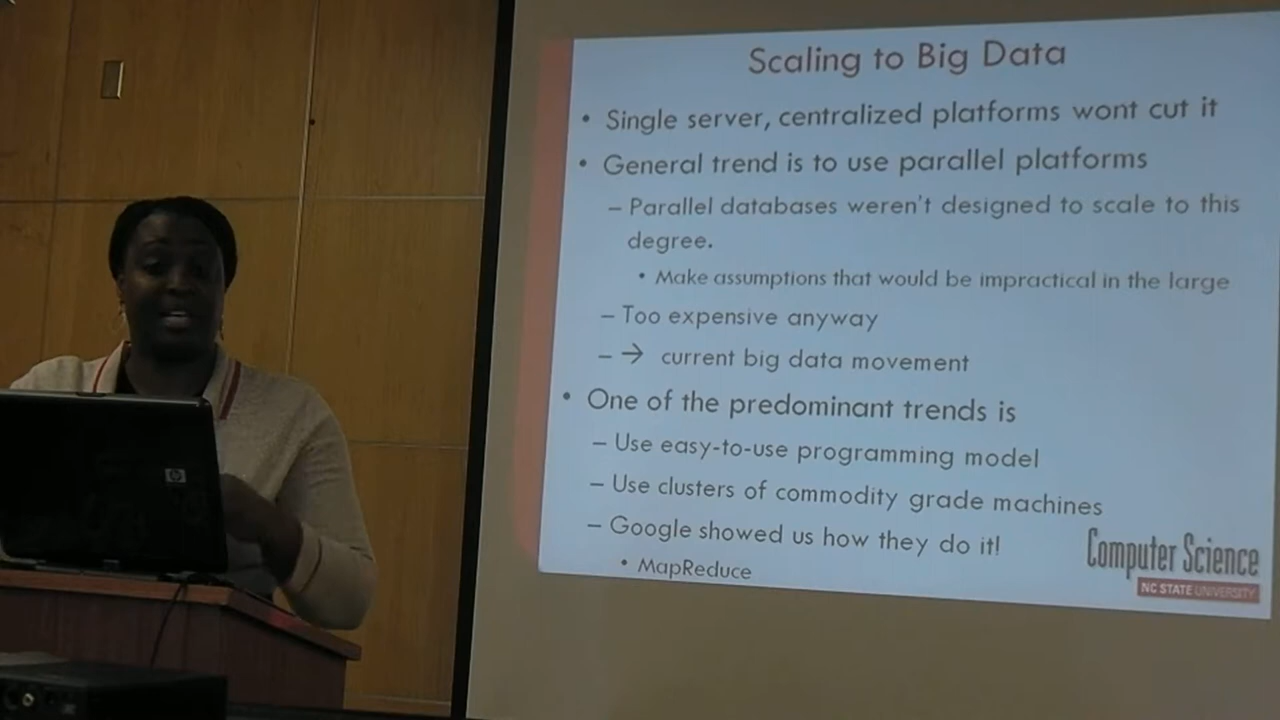 Scaling to Big Data
• Single server, centralized platforms wont cut it
• General trend is to use parallel platforms
– Parallel databases weren't designed to scale to this
degree.
• Make assumptions that would be impractical in the large
– Too expensive anyway
– → current big data movement
• One of the predominant trends is
– Use easy-to-use programming model
– Use clusters of commodity grade machines
– Google showed us how they do it!
• MapReduce
Computer Science
NC STATE UNIVERSITY
hp